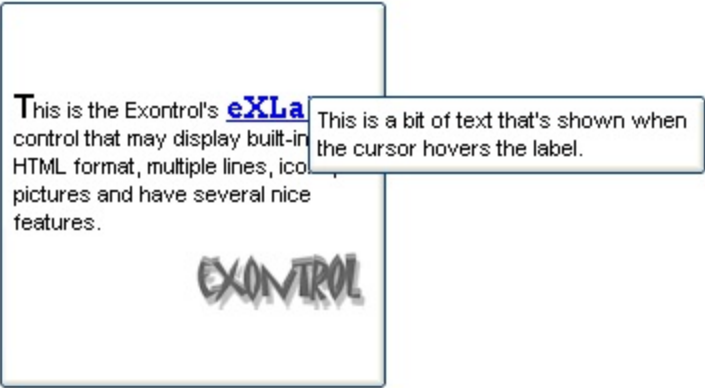 This is the Exontrol's eXLa
control that may display built-in
HTML format, multiple lines,
pictures and have several nice
features.
This is a bit of text that's shown when
the cursor hovers the label.
EXONTROL